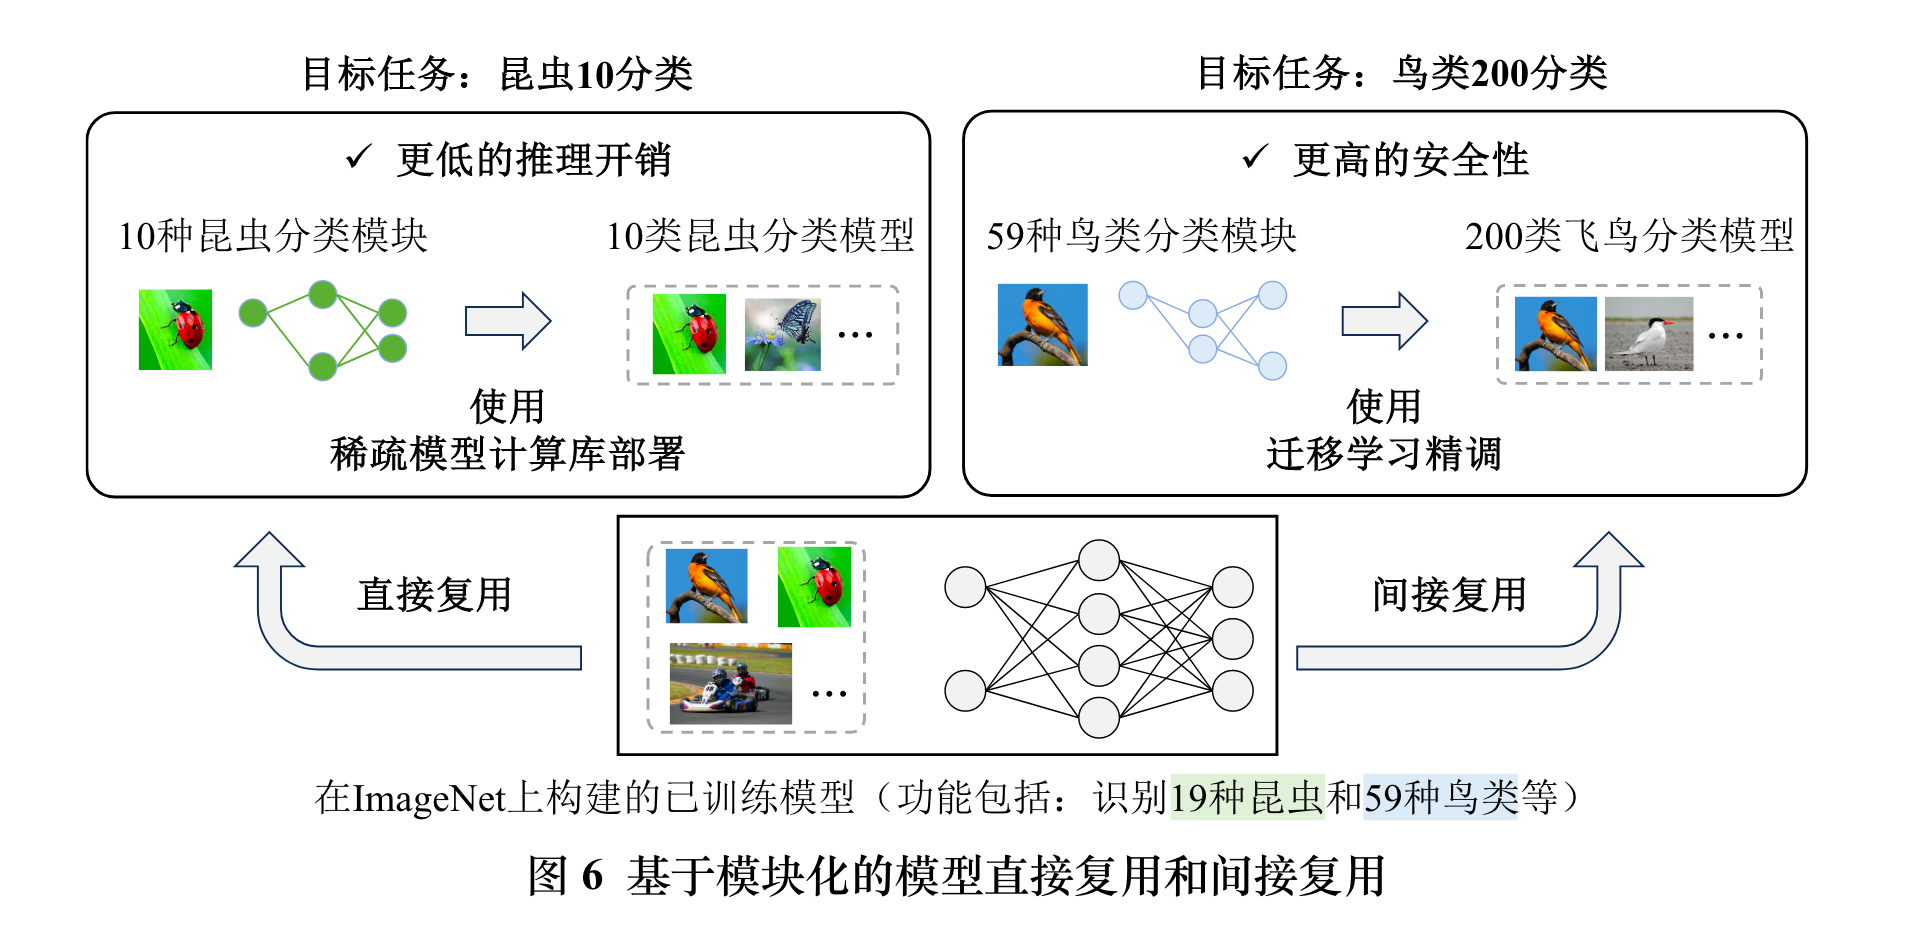 目标任务：昆虫10分类
目标任务：鸟类200分类
✓ 更低的推理开销
10种昆虫分类模块
10类昆虫分类模型
...
使用
稀疏模型计算库部署
✓ 更高的安全性
59种鸟类分类模块
200类飞鸟分类模型
...
使用
迁移学习精调
直接复用
...
间接复用
在ImageNet上构建的已训练模型（功能包括：识别19种昆虫和59种鸟类等）
图 6 基于模块化的模型直接复用和间接复用